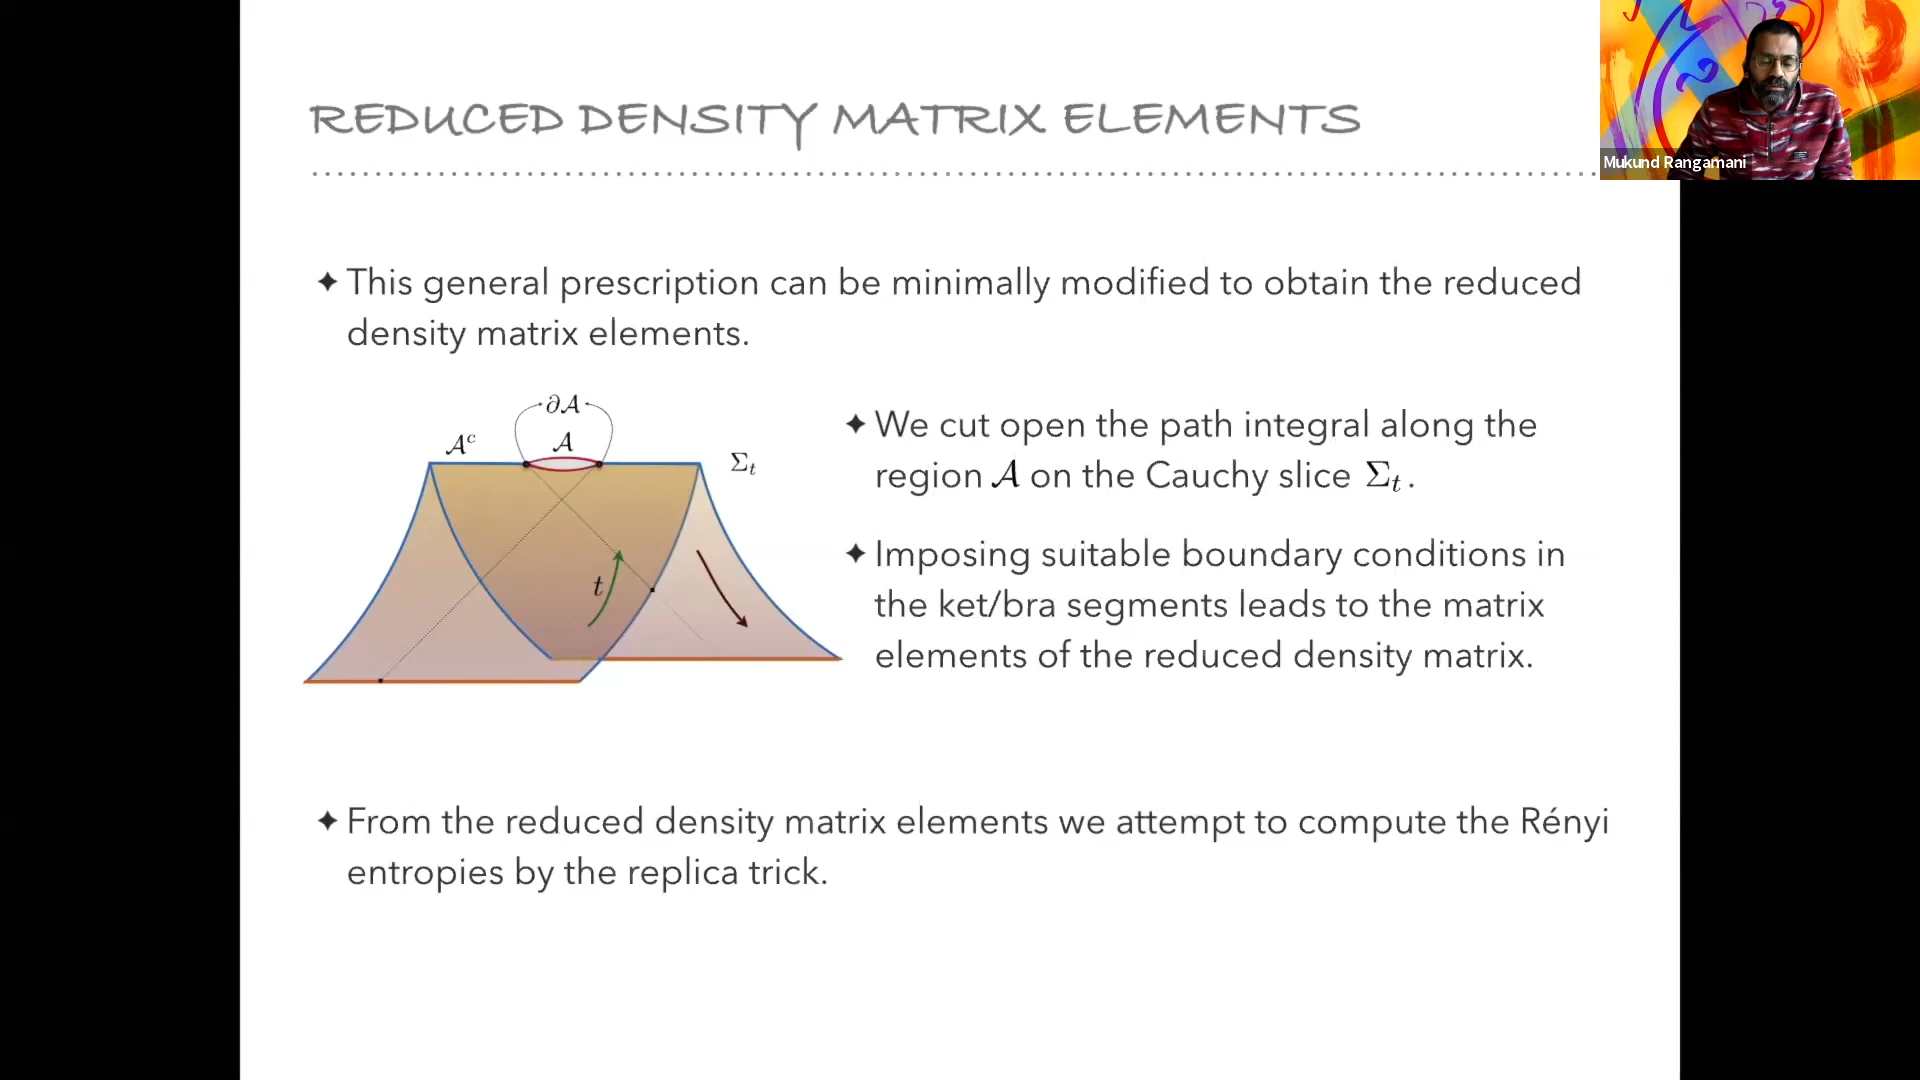 REDUCED DENSITY MATRIX ELEMENTS
Mukund Rangamani
✦ This general prescription can be minimally modified to obtain the reduced
density matrix elements.
∂𝒜
𝒜ᶜ
𝒜
Σₜ
t
✦ We cut open the path integral along the
region 𝒜 on the Cauchy slice Σₜ.
✦ Imposing suitable boundary conditions in
the ket/bra segments leads to the matrix
elements of the reduced density matrix.
✦ From the reduced density matrix elements we attempt to compute the Rényi
entropies by the replica trick.